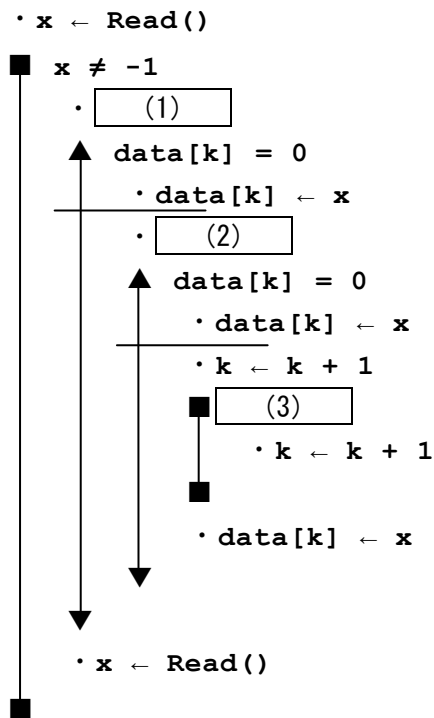 ・x ← Read()
■ x ≠ -1
・ (1)
▲ data[k] = 0
・data[k] ← x
・ (2)
▲ data[k] = 0
・data[k] ← x
・k ← k + 1
■ (3)
・k ← k + 1
■
・data[k] ← x
▼
▼
・x ← Read()
■